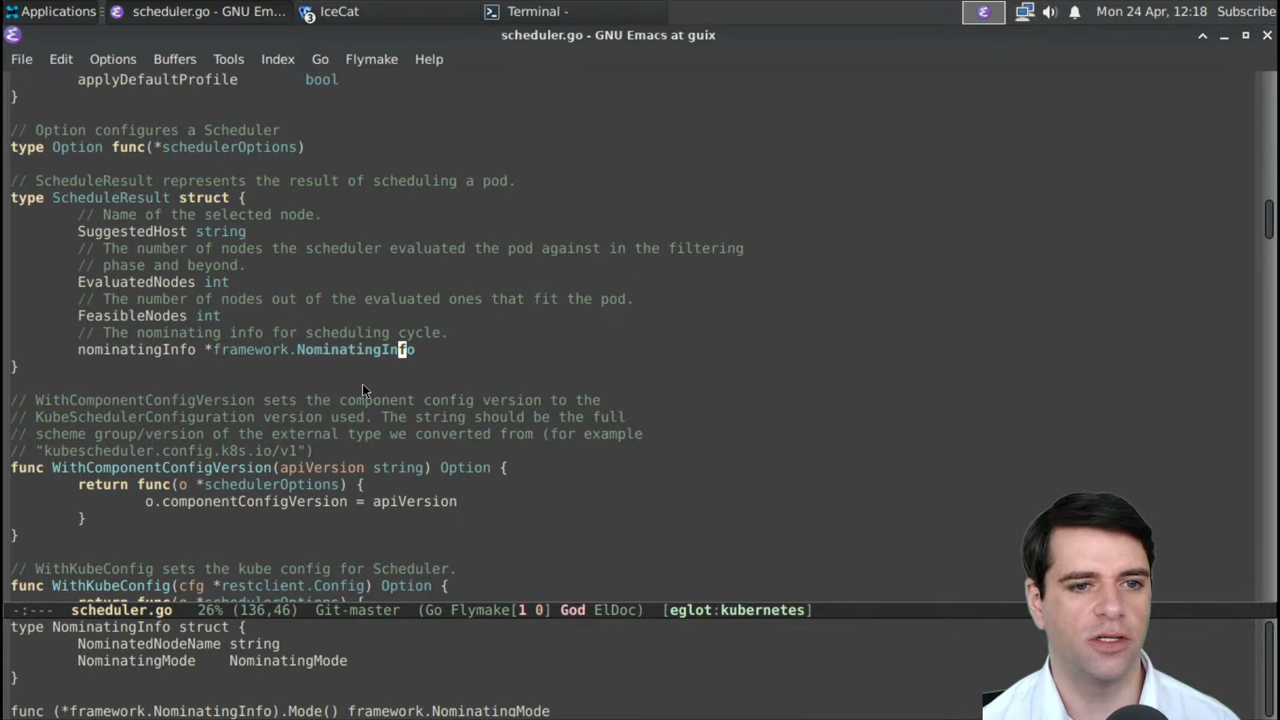 Applications
scheduler.go - GNU Em...
3
IceCat
Terminal -
Mon 24 Apr, 12:18
Subscribe
scheduler.go - GNU Emacs at guix
File Edit Options Buffers Tools Index Go Flymake Help
applyDefaultProfile bool
}
// Option configures a Scheduler
type Option func(*schedulerOptions)
// ScheduleResult represents the result of scheduling a pod.
type ScheduleResult struct {
// Name of the selected node.
SuggestedHost string
// The number of nodes the scheduler evaluated the pod against in the filtering
// phase and beyond.
EvaluatedNodes int
// The number of nodes out of the evaluated ones that fit the pod.
FeasibleNodes int
// The nominating info for scheduling cycle.
nominatingInfo *framework.NominatingInfo
}
// WithComponentConfigVersion sets the component config version to the
// KubeSchedulerConfiguration version used. The string should be the full
// scheme group/version of the external type we converted from (for example
// "kubescheduler.config.k8s.io/v1")
func WithComponentConfigVersion(apiVersion string) Option {
return func(o *schedulerOptions) {
o.componentConfigVersion = apiVersion
}
}
// WithKubeConfig sets the kube config for Scheduler.
func WithKubeConfig(cfg *restclient.Config) Option {
return func(o *schedulerOptions) {
-:--- scheduler.go 26% (136,46) Git-master (Go Flymake[1 0] God ElDoc) [eglot:kubernetes]
type NominatingInfo struct {
NominatedNodeName string
NominatingMode NominatingMode
}
func (*framework.NominatingInfo).Mode() framework.NominatingMode